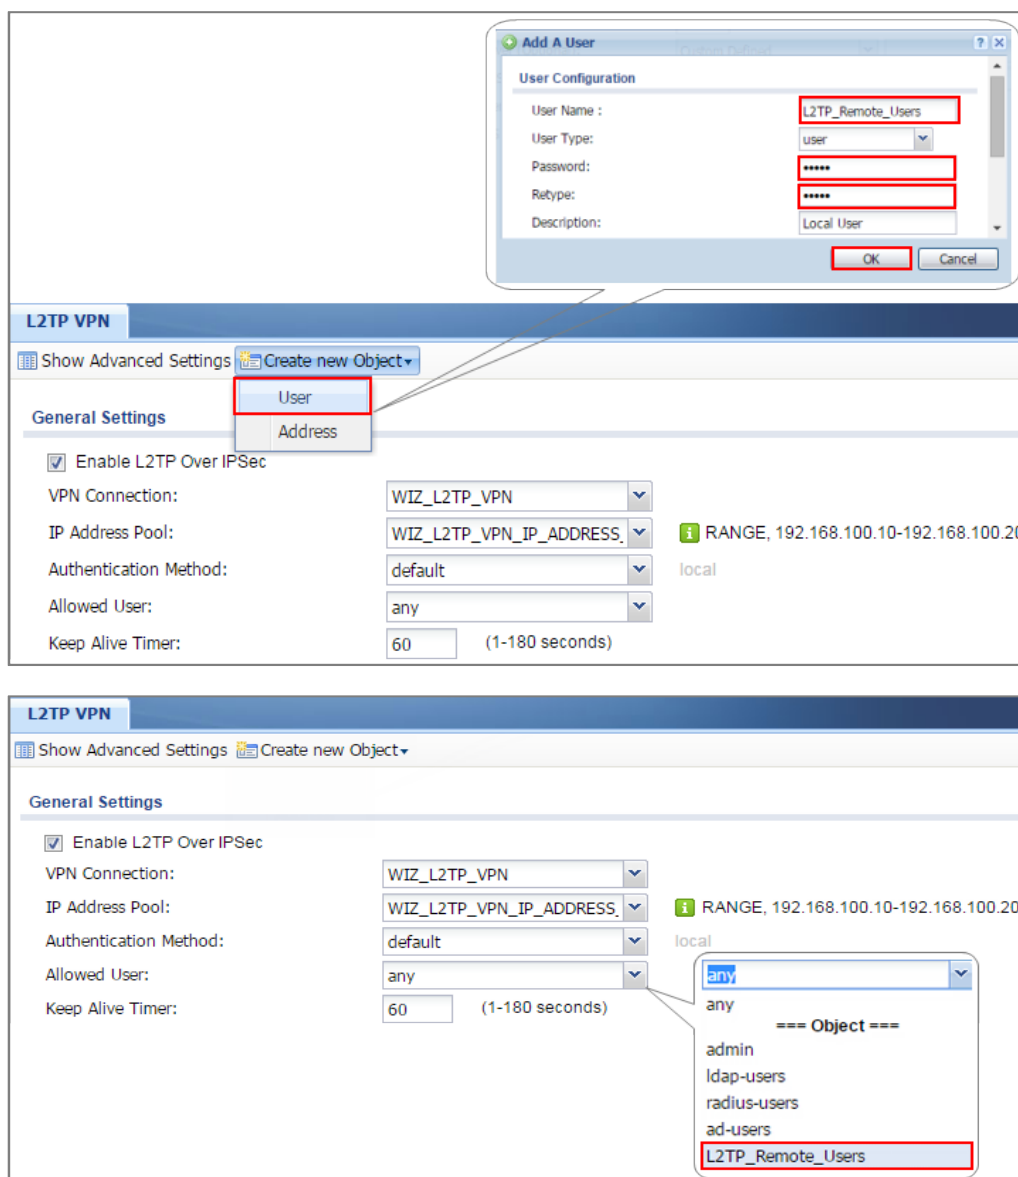 Add A User
User Configuration
User Name : L2TP_Remote_Users
User Type: user
Password: •••••
Retype: •••••
Description: Local User
OK Cancel
L2TP VPN
Show Advanced Settings Create new Object
User
Address
General Settings
Enable L2TP Over IPSec
VPN Connection: WIZ_L2TP_VPN
IP Address Pool: WIZ_L2TP_VPN_IP_ADDRESS_ RANGE, 192.168.100.10-192.168.100.20
Authentication Method: default local
Allowed User: any
Keep Alive Timer: 60 (1-180 seconds)
L2TP VPN
Show Advanced Settings Create new Object
General Settings
Enable L2TP Over IPSec
VPN Connection: WIZ_L2TP_VPN
IP Address Pool: WIZ_L2TP_VPN_IP_ADDRESS_ RANGE, 192.168.100.10-192.168.100.20
Authentication Method: default local
Allowed User: any
Keep Alive Timer: 60 (1-180 seconds)
any
any
=== Object ===
admin
ldap-users
radius-users
ad-users
L2TP_Remote_Users